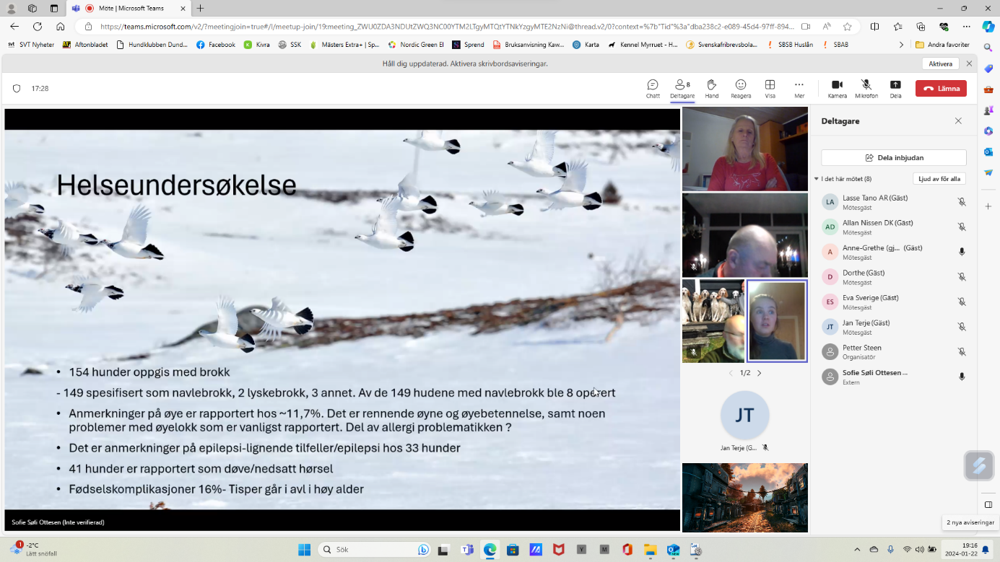 Möte | Microsoft Teams
https://teams.microsoft.com/v2/?meetingjoin=true#/l/meetup-join/19:meeting_ZWU0ZDA3NDUtZWQ3NC00YTM2LTgyMTQtYTNkYzgyMTE2NzNi@thread.v2/0?context=%7b"Tid"%3a"dba238c2-e089-45d4-97ff-894...
svt SVT Nyheter
Aftonbladet
Hundklubben Dund...
Facebook
Kivra
SSK
Mästers Extra+ | Sp...
Nordic Green El
Sprend
Bruksanvisning Kaw...
Karta
Kennel Myrruet - H...
Svenskafribrevsbola...
SBSB Huslån
SBAB
Andra favoriter
Håll dig uppdaterad. Aktivera skrivbordsaviseringar.
Aktivera
17:28
Chatt
8
Deltagare
Hand
Reagera
Visa
Mer
Kamera
Mikrofon
Dela
Lämna
Helseundersøkelse
• 154 hunder oppgis med brokk
- 149 spesifisert som navlebrokk, 2 lyskebrokk, 3 annet. Av de 149 hudene med navlebrokk ble 8 operert
• Anmerkninger på øye er rapportert hos ~11,7%. Det er rennende øyne og øyebetennelse, samt noen
problemer med øyelokk som er vanligst rapportert. Del av allergi problematikken ?
• Det er anmerkninger på epilepsi-lignende tilfeller/epilepsi hos 33 hunder
• 41 hunder er rapportert som døve/nedsatt hørsel
• Fødselskomplikasjoner 16%- Tisper går i avl i høy alder
Sofie Søli Ottesen (Inte verifierad)
1/2
JT
Jan Terje (G...
Deltagare
Dela inbjudan
I det här mötet (8)
Ljud av för alla
LA
Lasse Tano AR (Gäst)
Mötesgäst
AD
Allan Nissen DK (Gäst)
Mötesgäst
A
Anne-Grethe (gj... (Gäst)
Mötesgäst
D
Dorthe (Gäst)
Mötesgäst
ES
Eva Sverige (Gäst)
Mötesgäst
JT
Jan Terje (Gäst)
Mötesgäst
Petter Steen
Organisatör
Sofie Søli Ottesen ...
Extern
2 nya aviseringar
1
-2°C
Lätt snöfall
Sök
Y
M
19:16
2024-01-22